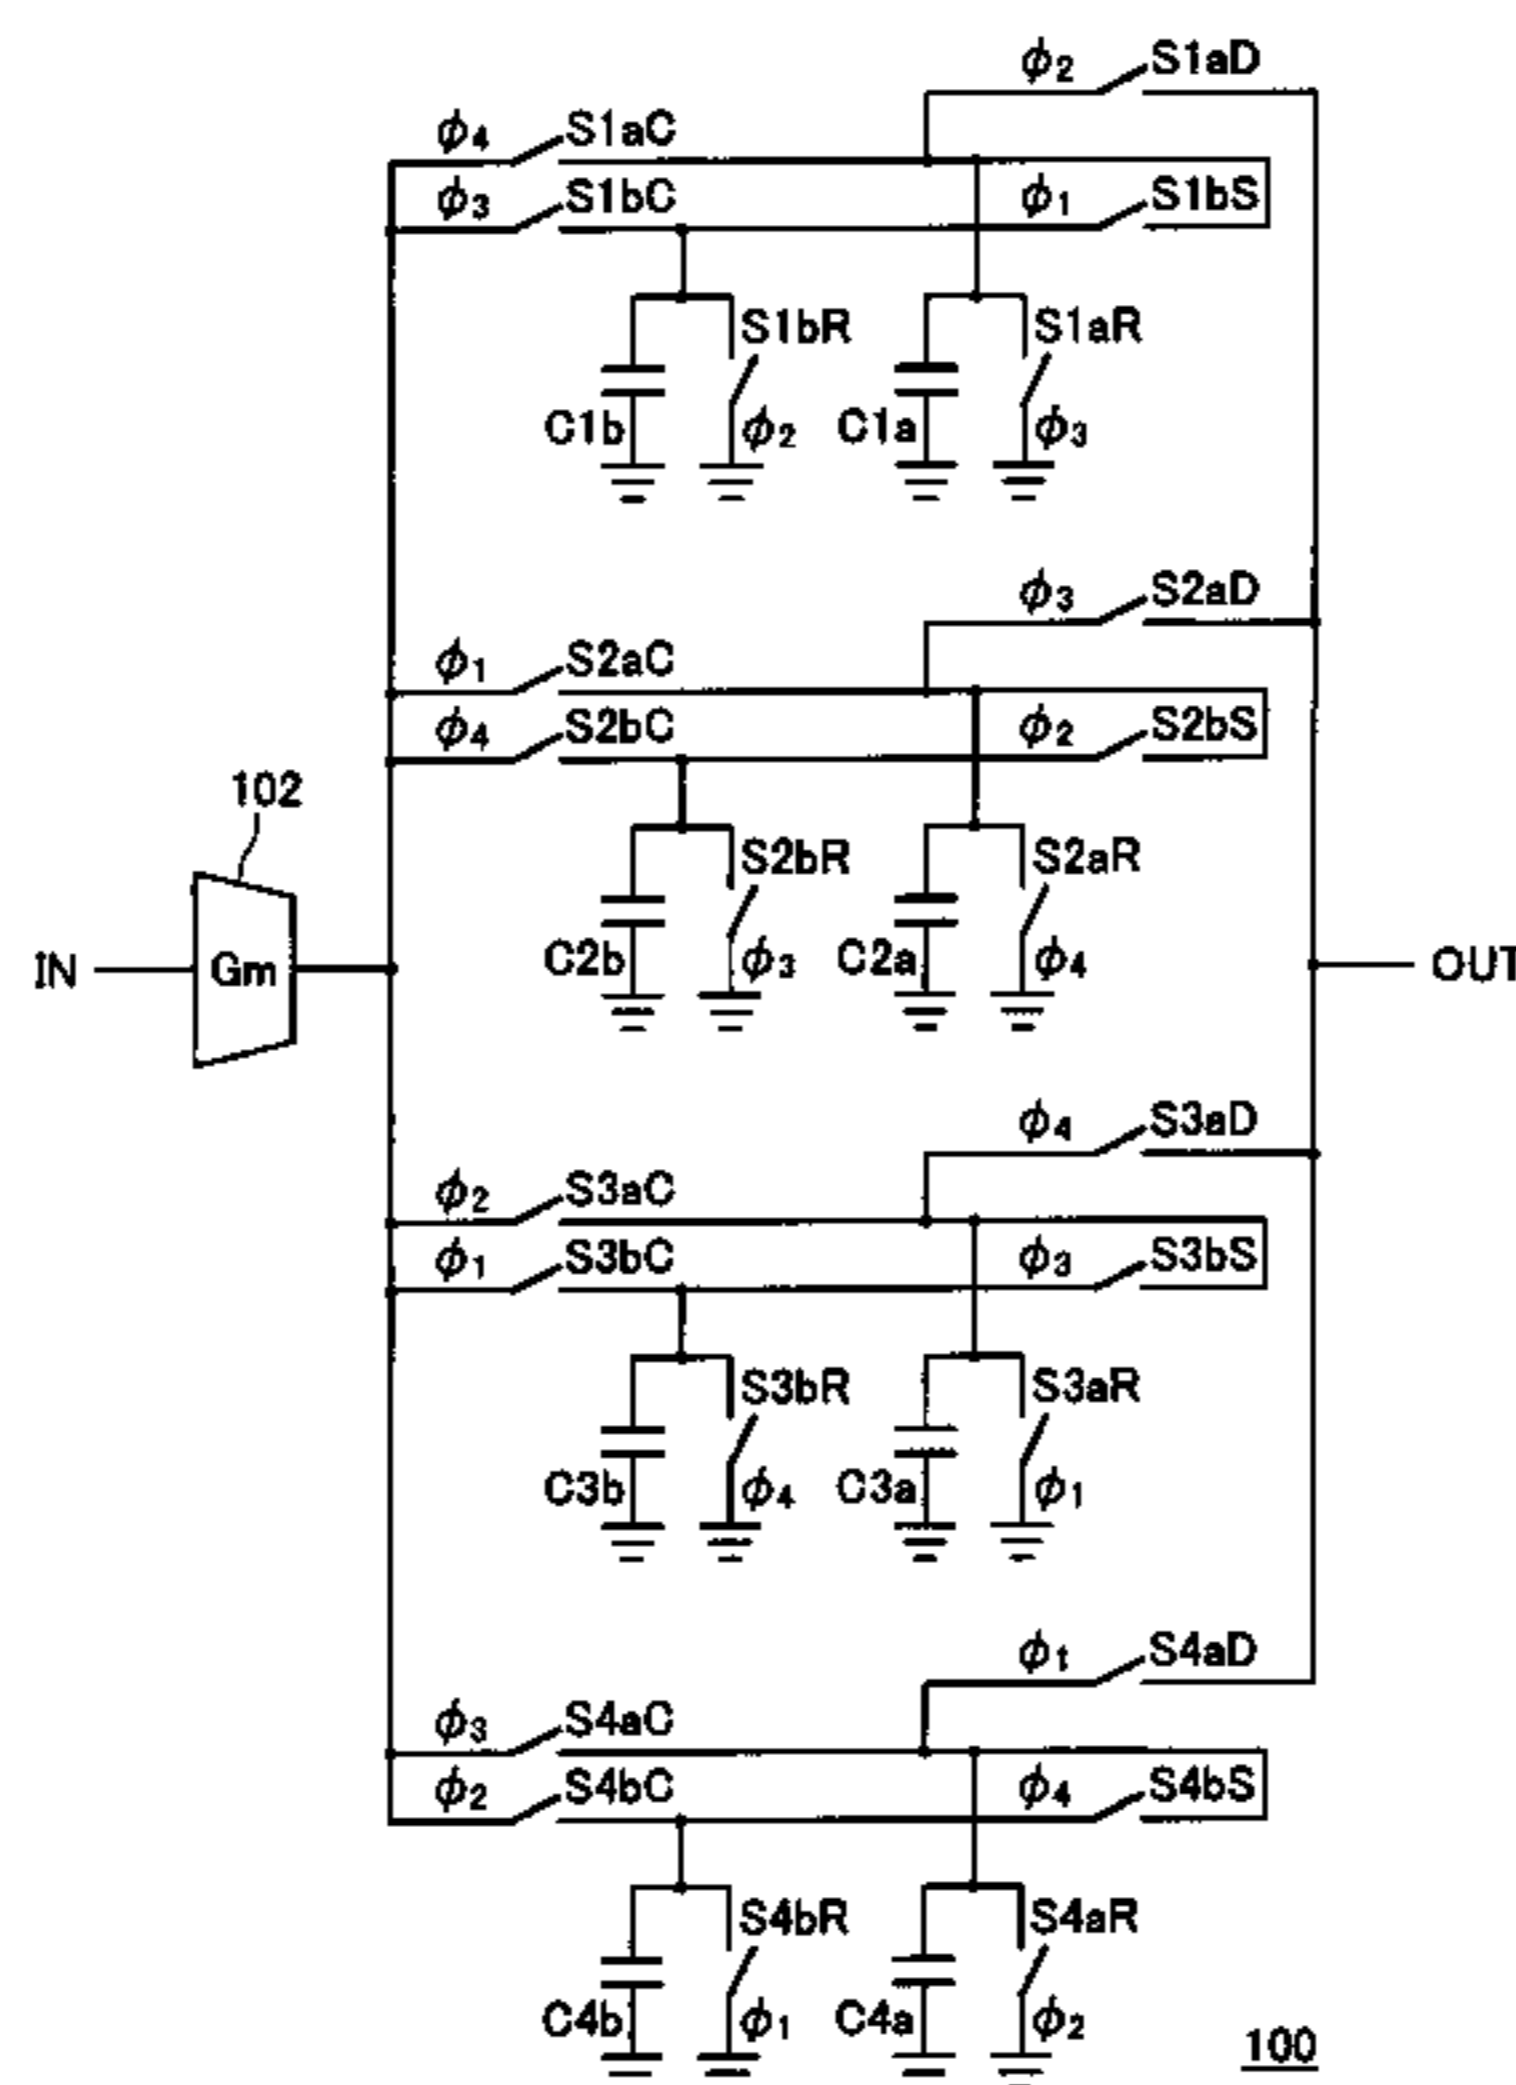 ϕ2 S1aD
ϕ4 S1aC
ϕ3 S1bC
ϕ1 S1bS
S1bR
S1aR
C1b
ϕ2
C1a
ϕ3
ϕ3 S2aD
ϕ1 S2aC
ϕ4 S2bC
ϕ2 S2bS
102
S2bR
S2aR
IN
Gm
C2b
ϕ3
C2a
ϕ4
OUT
ϕ4 S3aD
ϕ2 S3aC
ϕ1 S3bC
ϕ3 S3bS
S3bR
S3aR
C3b
ϕ4
C3a
ϕ1
ϕ1 S4aD
ϕ3 S4aC
ϕ2 S4bC
ϕ4 S4bS
S4bR
S4aR
C4b
ϕ1
C4a
ϕ2
100